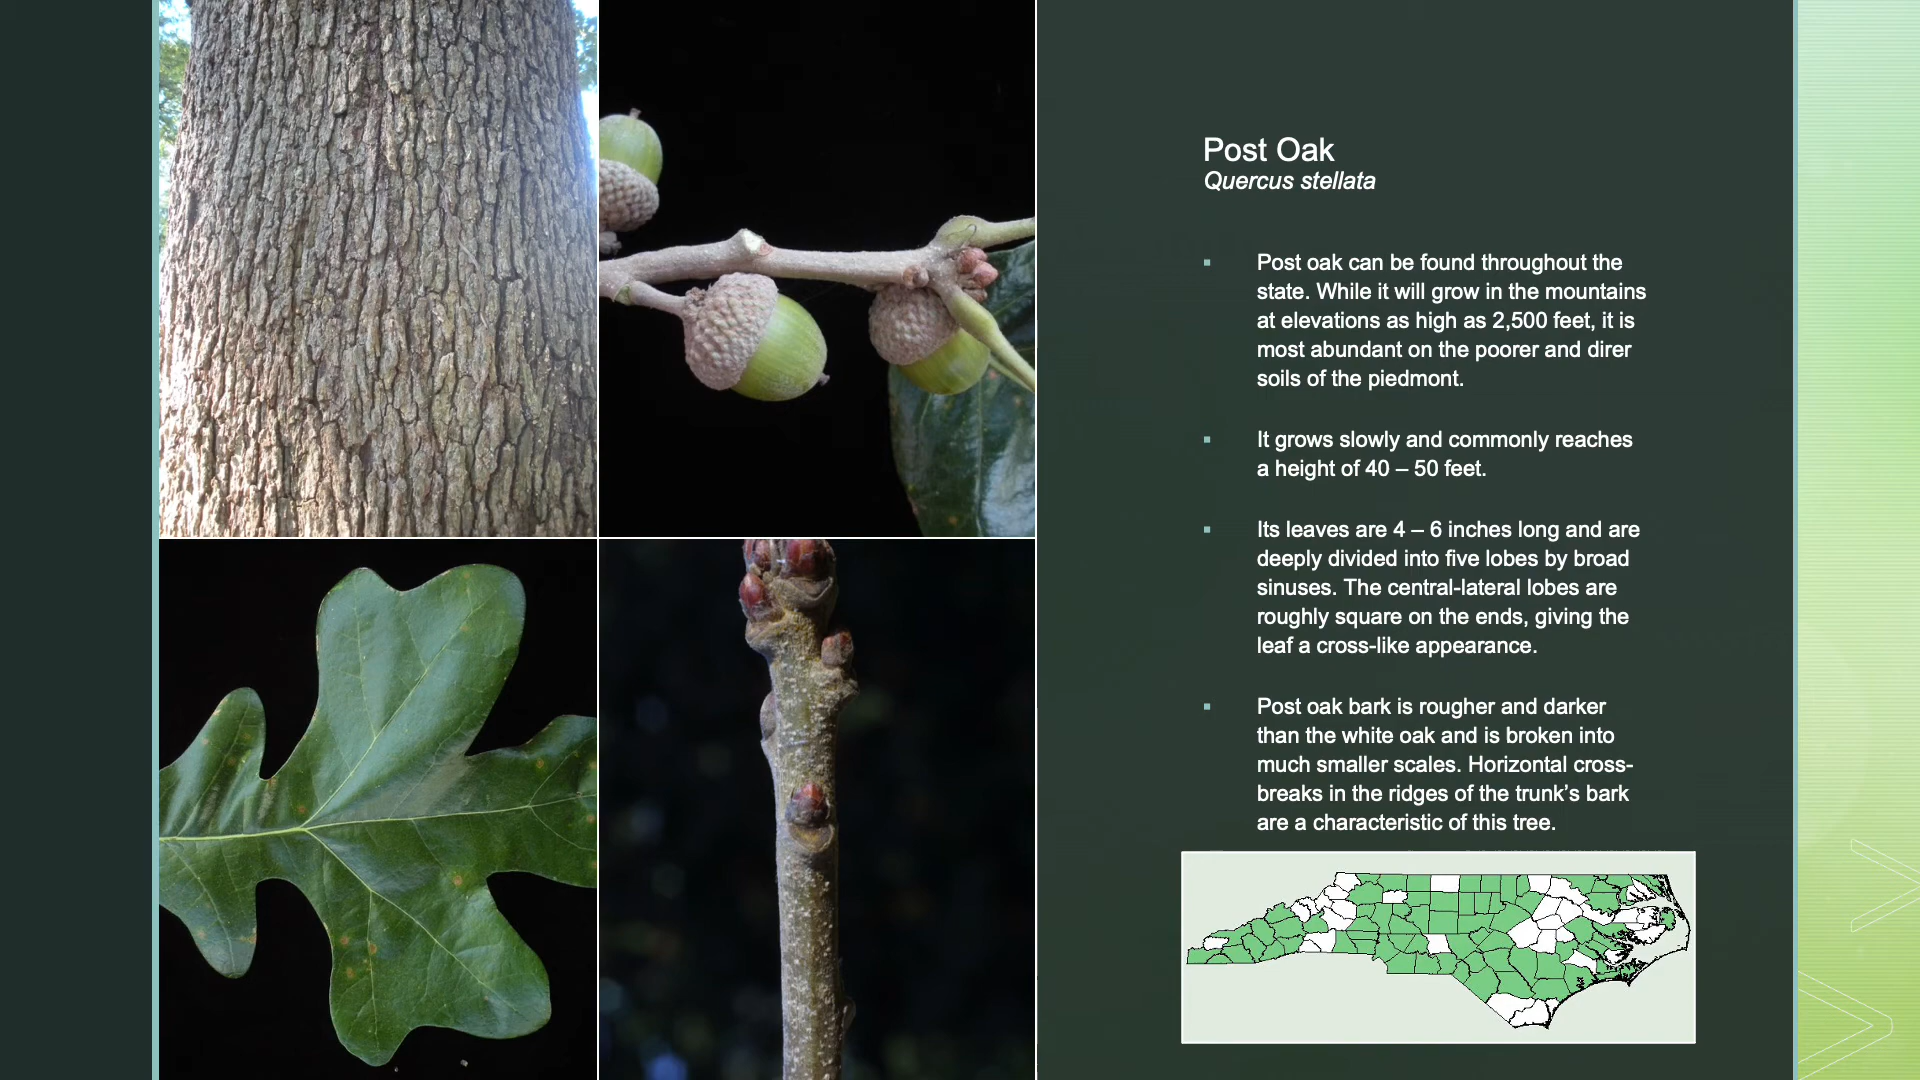 Post Oak
Quercus stellata
Post oak can be found throughout the
state. While it will grow in the mountains
at elevations as high as 2,500 feet, it is
most abundant on the poorer and direr
soils of the piedmont.
It grows slowly and commonly reaches
a height of 40 – 50 feet.
Its leaves are 4 – 6 inches long and are
deeply divided into five lobes by broad
sinuses. The central-lateral lobes are
roughly square on the ends, giving the
leaf a cross-like appearance.
Post oak bark is rougher and darker
than the white oak and is broken into
much smaller scales. Horizontal cross-
breaks in the ridges of the trunk’s bark
are a characteristic of this tree.